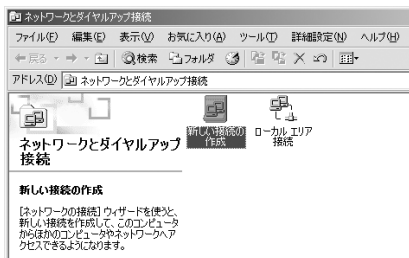 ネットワークとダイヤルアップ接続
ファイル(F) 編集(E) 表示(V) お気に入り(A) ツール(T) 詳細設定(N) ヘルプ(H)
戻る 検索 フォルダ
アドレス(D) ネットワークとダイヤルアップ接続
ネットワークとダイヤルアップ
接続
新しい接続の
作成
ローカル エリア
接続
新しい接続の作成
[ネットワークの接続] ウィザードを使うと、
新しい接続を作成して、このコンピュータ
からほかのコンピュータやネットワークへア
クセスできるようになります。